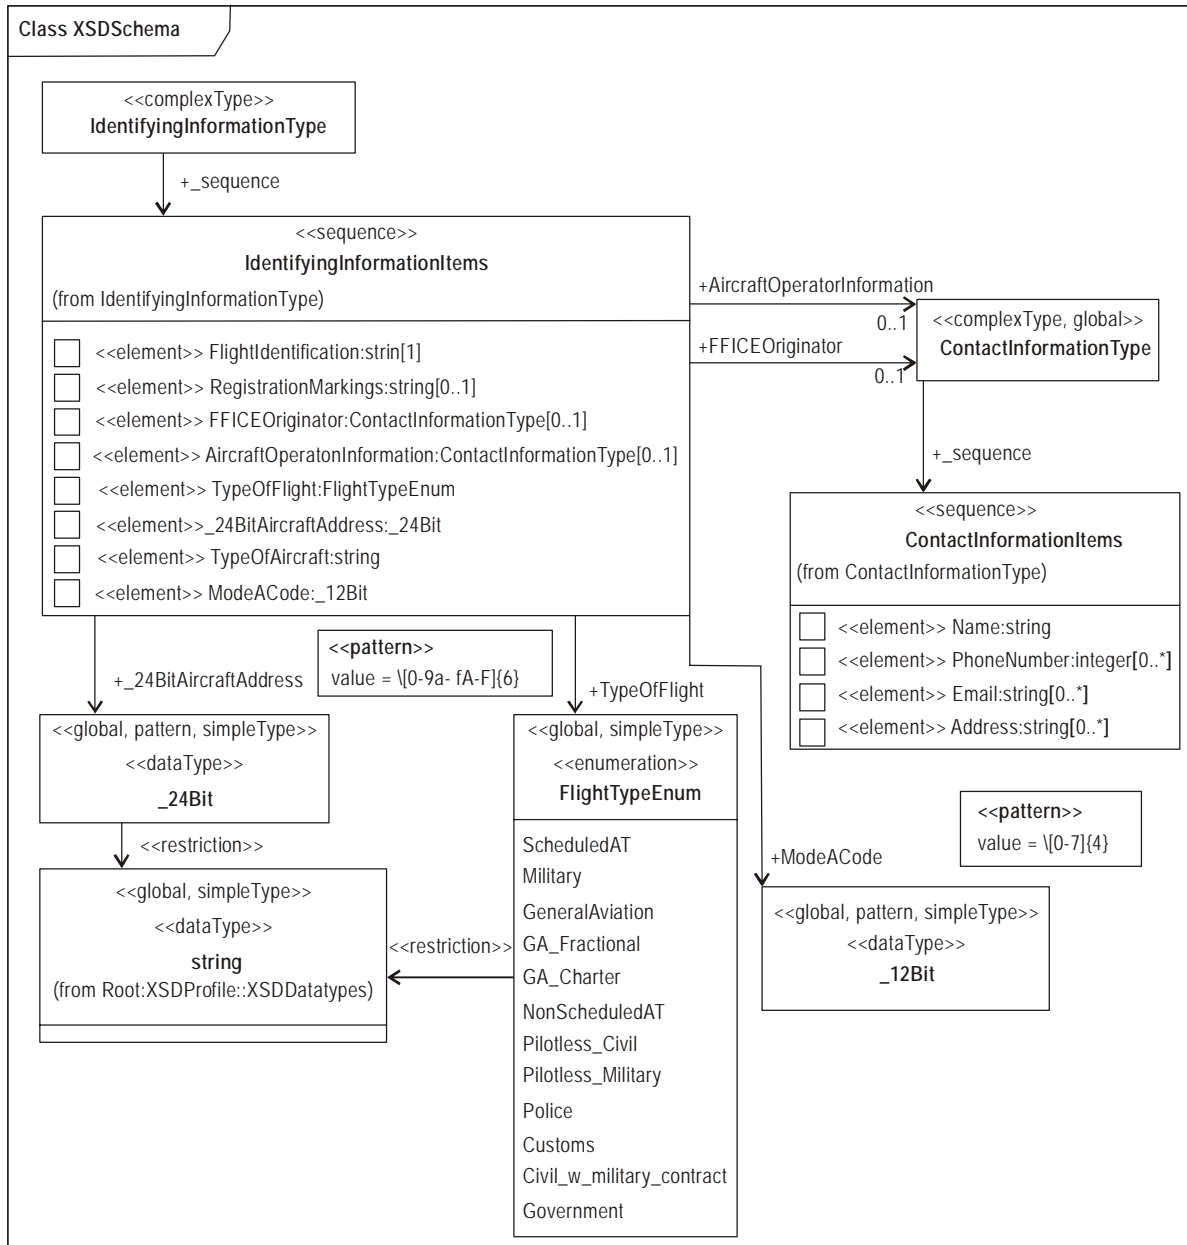 Class XSDSchema
<<complexType>>
IdentifyingInformationType
+_sequence
<<sequence>>
IdentifyingInformationItems
(from IdentifyingInformationType)
<<element>> FlightIdentification:strin[1]
<<element>> RegistrationMarkings:string[0..1]
<<element>> FFICEOriginator:ContactInformationType[0..1]
<<element>> AircraftOperatonInformation:ContactInformationType[0..1]
<<element>> TypeOfFlight:FlightTypeEnum
<<element>>_24BitAircraftAddress:_24Bit
<<element>> TypeOfAircraft:string
<<element>> ModeACode:_12Bit
+AircraftOperatorInformation
0..1
+FFICEOriginator
0..1
<<complexType, global>>
ContactInformationType
+_sequence
<<sequence>>
ContactInformationItems
(from ContactInformationType)
<<element>> Name:string
<<element>> PhoneNumber:integer[0..*]
<<element>> Email:string[0..*]
<<element>> Address:string[0..*]
+_24BitAircraftAddress
<<pattern>>
value = \[0-9a- fA-F]{6}
+TypeOfFlight
<<global, pattern, simpleType>>
<<dataType>>
_24Bit
<<restriction>>
<<global, simpleType>>
<<dataType>>
string
(from Root:XSDProfile::XSDDatatypes)
<<restriction>>
<<global, simpleType>>
<<enumeration>>
FlightTypeEnum
ScheduledAT
Military
GeneralAviation
GA_Fractional
GA_Charter
NonScheduledAT
Pilotless_Civil
Pilotless_Military
Police
Customs
Civil_w_military_contract
Government
+ModeACode
<<pattern>>
value = \[0-7]{4}
<<global, pattern, simpleType>>
<<dataType>>
_12Bit